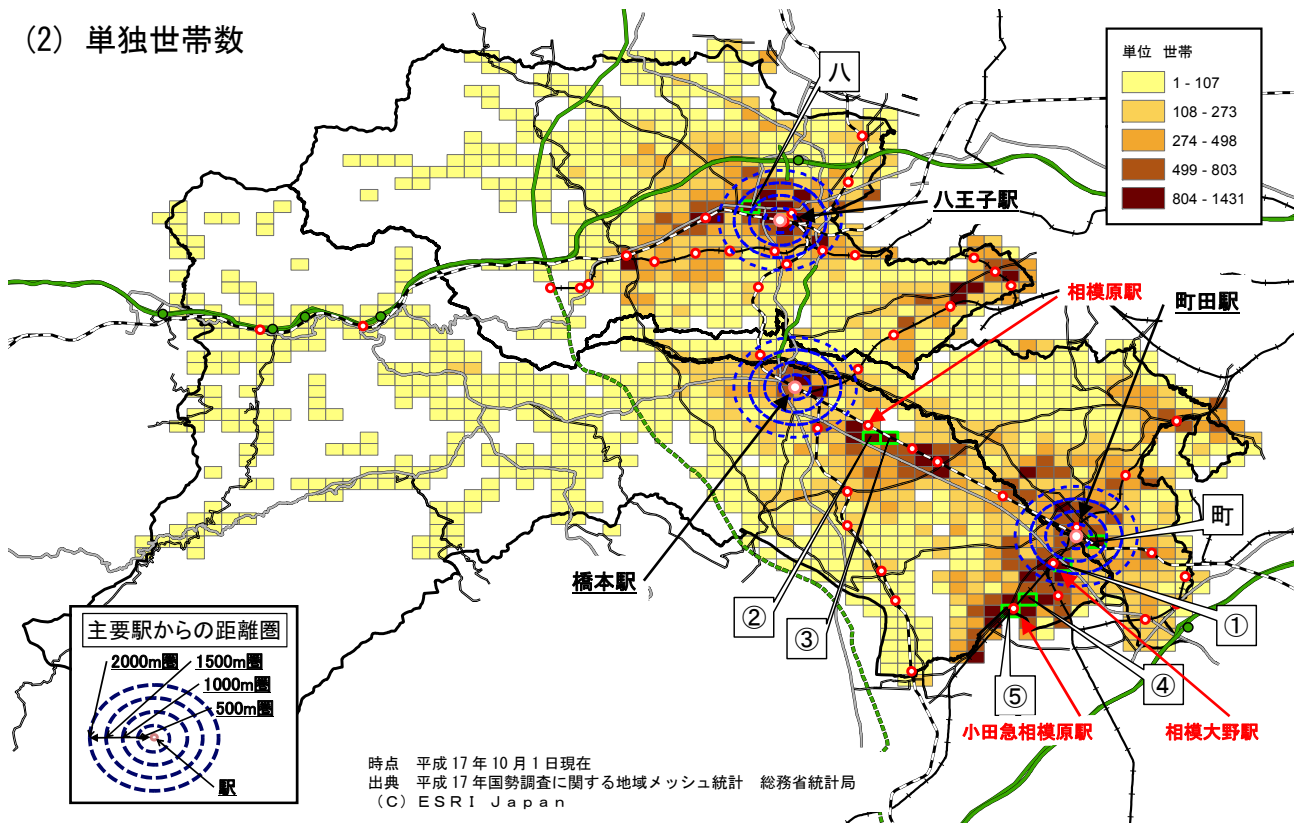 (2) 単独世帯数
単位 世帯
1 - 107
108 - 273
274 - 498
499 - 803
804 - 1431
八
八王子駅
相模原駅
町田駅
橋本駅
町
②
③
①
④
⑤
小田急相模原駅
相模大野駅
主要駅からの距離圏
2000m圏
1500m圏
1000m圏
500m圏
駅
時点 平成17年10月1日現在
出典 平成17年国勢調査に関する地域メッシュ統計 総務省統計局
(C) ESRI Japan